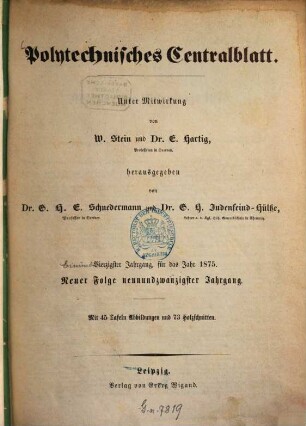 Polytechnisches Centralblatt.
Unter Mitwirkung
von
W. Stein und Dr. E. Hartig,
Professoren in Dresden.
herausgegeben
von
Dr. G. H. E. Schnedermann und Dr. G. H. Judenfeind-Hülße,
Professor in Dresden
Einundvierzigster Jahrgang, für das Jahr 1875.
Neuer Folge neunundzwanzigster Jahrgang.
Mit 45 Tafeln Abbildungen und 73 Holzschnitten.
Leipzig.
Verlag von Otto Wigand.